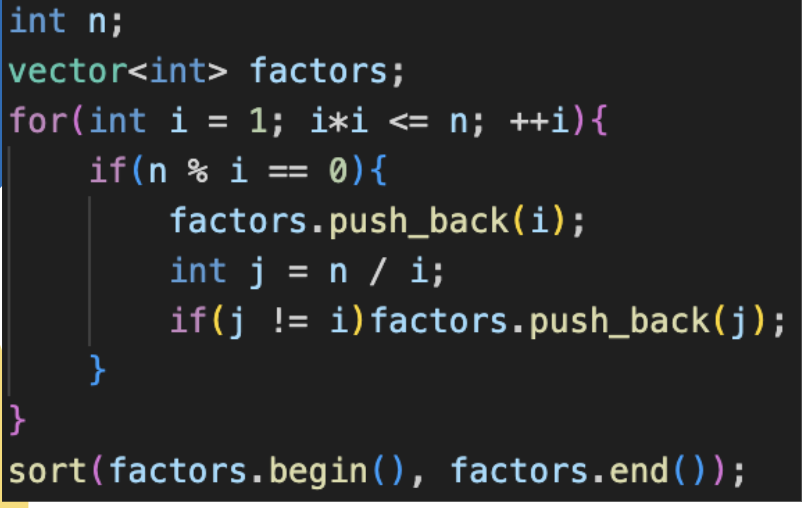 int n;
vector<int> factors;
for(int i = 1; i*i <= n; ++i){
    if(n % i == 0){
        factors.push_back(i);
        int j = n / i;
        if(j != i)factors.push_back(j);
    }
}
sort(factors.begin(), factors.end());